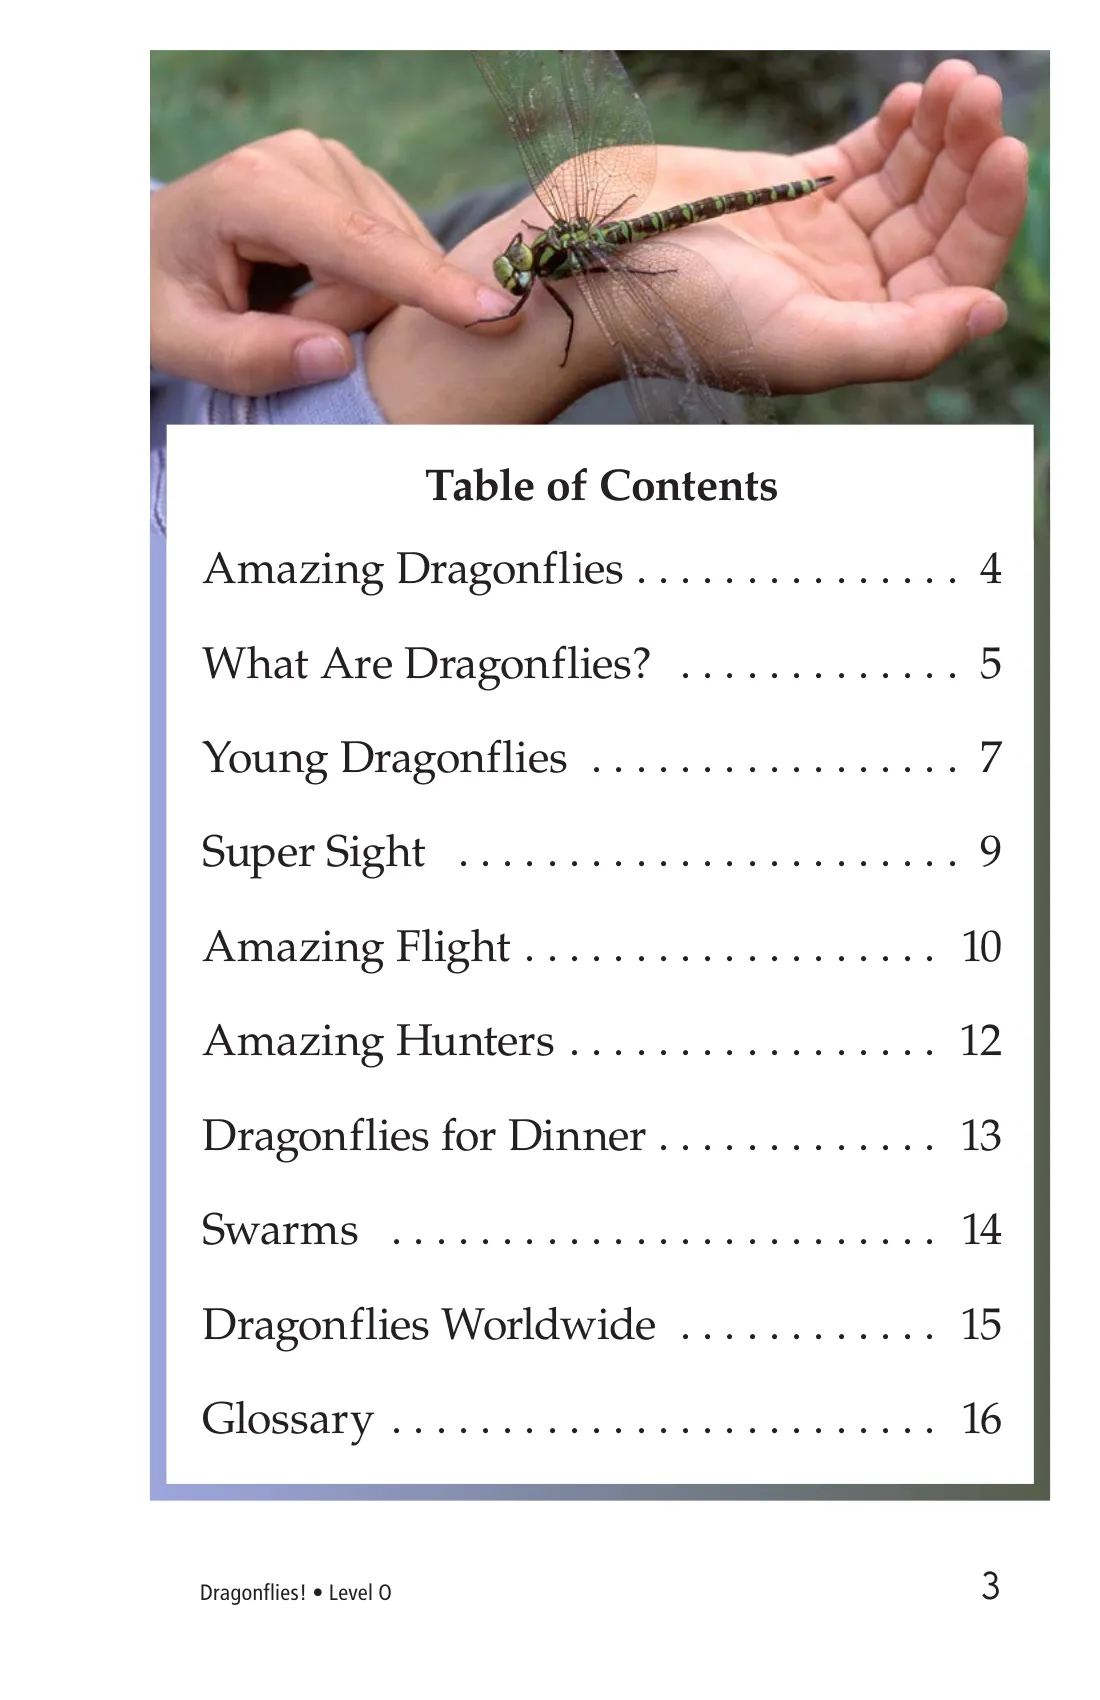 Table of Contents
Amazing Dragonflies . . . . . . . . . . . . . . . 4
What Are Dragonflies? . . . . . . . . . . . . . 5
Young Dragonflies . . . . . . . . . . . . . . . . . 7
Super Sight . . . . . . . . . . . . . . . . . . . . . . . 9
Amazing Flight . . . . . . . . . . . . . . . . . . . 10
Amazing Hunters . . . . . . . . . . . . . . . . . 12
Dragonflies for Dinner . . . . . . . . . . . . . 13
Swarms . . . . . . . . . . . . . . . . . . . . . . . . . 14
Dragonflies Worldwide . . . . . . . . . . . . 15
Glossary . . . . . . . . . . . . . . . . . . . . . . . . . 16
Dragonflies! • Level O 3